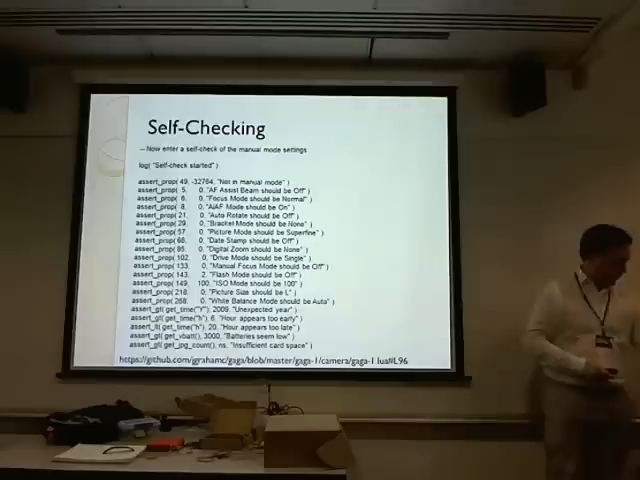 Self-Checking
-- Now enter a self-check of the manual mode settings
log( "Self-check started" )
assert_prop( 49, -32764, "Not in manual mode" )
assert_prop( 5, 0, "AF Assist Beam should be Off" )
assert_prop( 6, 0, "Focus Mode should be Normal" )
assert_prop( 8, 0, "AiAF Mode should be On" )
assert_prop( 21, 0, "Auto Rotate should be Off" )
assert_prop( 29, 0, "Bracket Mode should be None" )
assert_prop( 57, 0, "Picture Mode should be Superfine" )
assert_prop( 66, 0, "Date Stamp should be Off" )
assert_prop( 95, 0, "Digital Zoom should be None" )
assert_prop( 102, 0, "Drive Mode should be Single" )
assert_prop( 133, 0, "Manual Focus Mode should be Off" )
assert_prop( 143, 2, "Flash Mode should be Off" )
assert_prop( 149, 100, "ISO Mode should be 100" )
assert_prop( 218, 0, "Picture Size should be L" )
assert_prop( 268, 0, "White Balance Mode should be Auto" )
assert_gt( get_time("Y"), 2009, "Unexpected year" )
assert_gt( get_time("h"), 6, "Hour appears too early" )
assert_lt( get_time("h"), 20, "Hour appears too late" )
assert_gt( get_vbatt(), 3000, "Batteries seem low" )
assert_gt( get_jpg_count(), ns, "Insufficient card space" )
https://github.com/jgrahamc/gaga/blob/master/gaga-1/camera/gaga-1.lua#L96